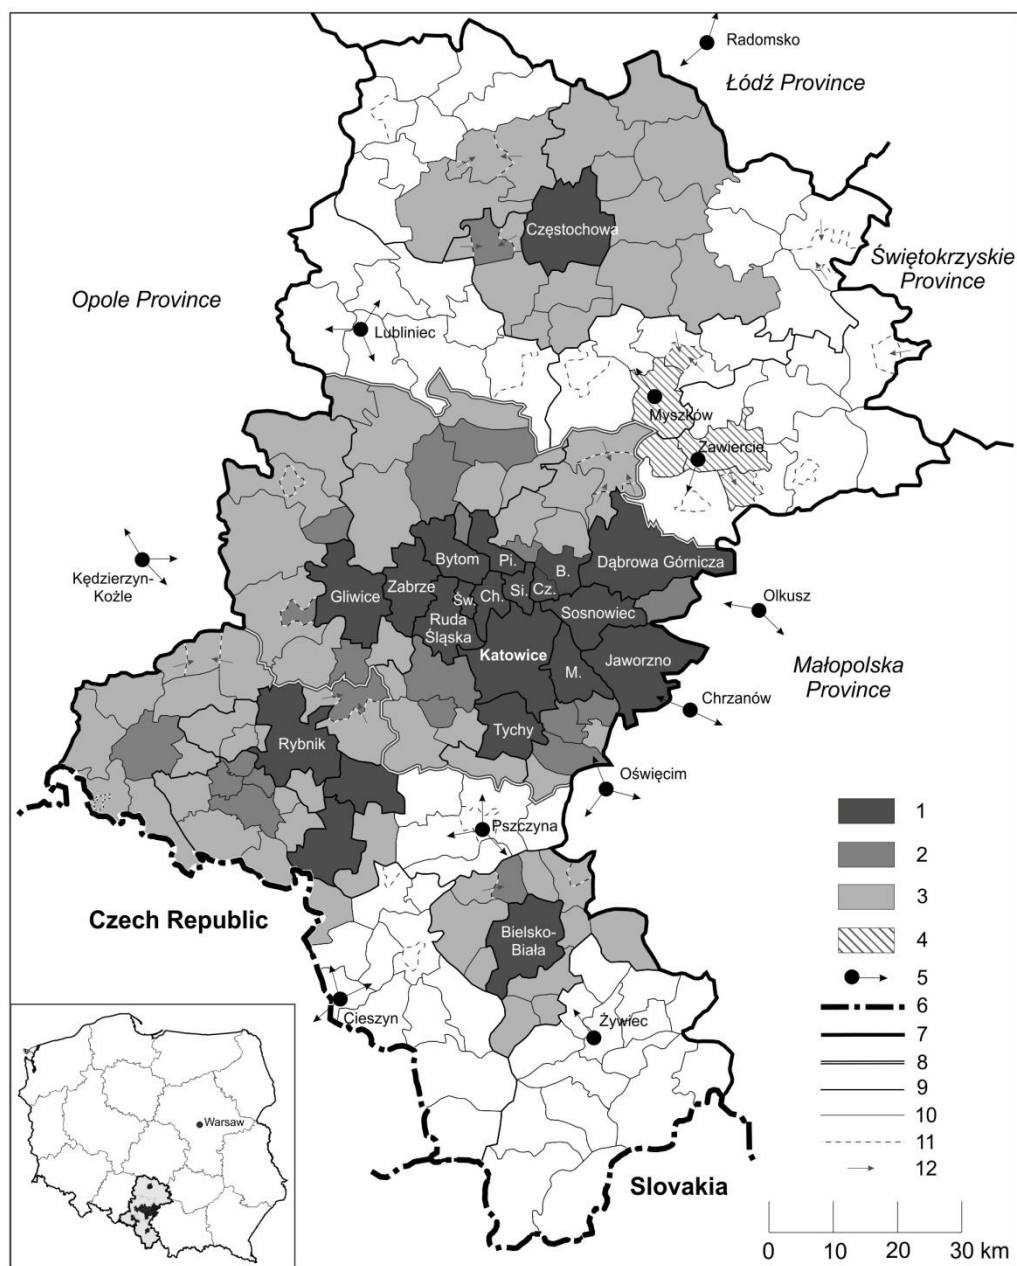 Radomsko
Łódź Province
Częstochowa
Świętokrzyskie
Province
Opole Province
Lubliniec
Myszków
Zawiercie
Bytom
Pi.
B.
Dąbrowa Górnicza
Kędzierzyn-
Koźle
Gliwice
Zabrze
Św.
Ch.
Si.
Cz.
Ruda
Śląska
Sosnowiec
Olkusz
Katowice
M.
Jaworzno
Małopolska
Province
Chrzanów
Rybnik
Tychy
Oświęcim
Pszczyna
Czech Republic
Bielsko-
Biała
Cieszyn
Żywiec
Slovakia
Warsaw
1
2
3
4
5
6
7
8
9
10
11
12
0 10 20 30 km